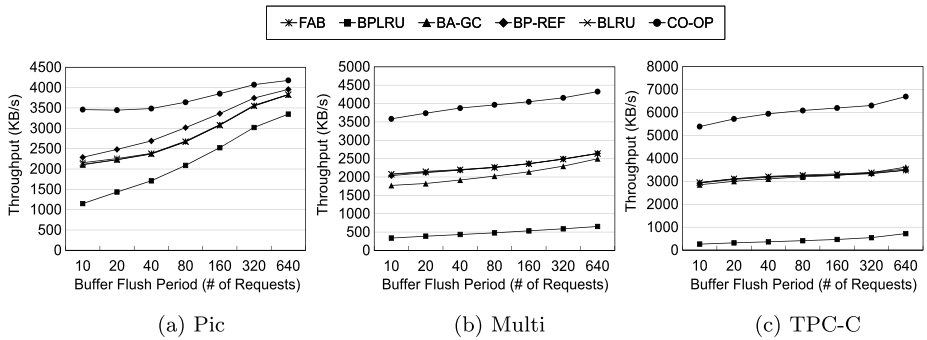 FAB BPLRU BA-GC BP-REF BLRU CO-OP
Throughput (KB/s)
4500
4000
3500
3000
2500
2000
1500
1000
500
0
10 20 40 80 160 320 640
Buffer Flush Period (# of Requests)
(a) Pic
Throughput (KB/s)
5000
4500
4000
3500
3000
2500
2000
1500
1000
500
0
10 20 40 80 160 320 640
Buffer Flush Period (# of Requests)
(b) Multi
Throughput (KB/s)
8000
7000
6000
5000
4000
3000
2000
1000
0
10 20 40 80 160 320 640
Buffer Flush Period (# of Requests)
(c) TPC-C